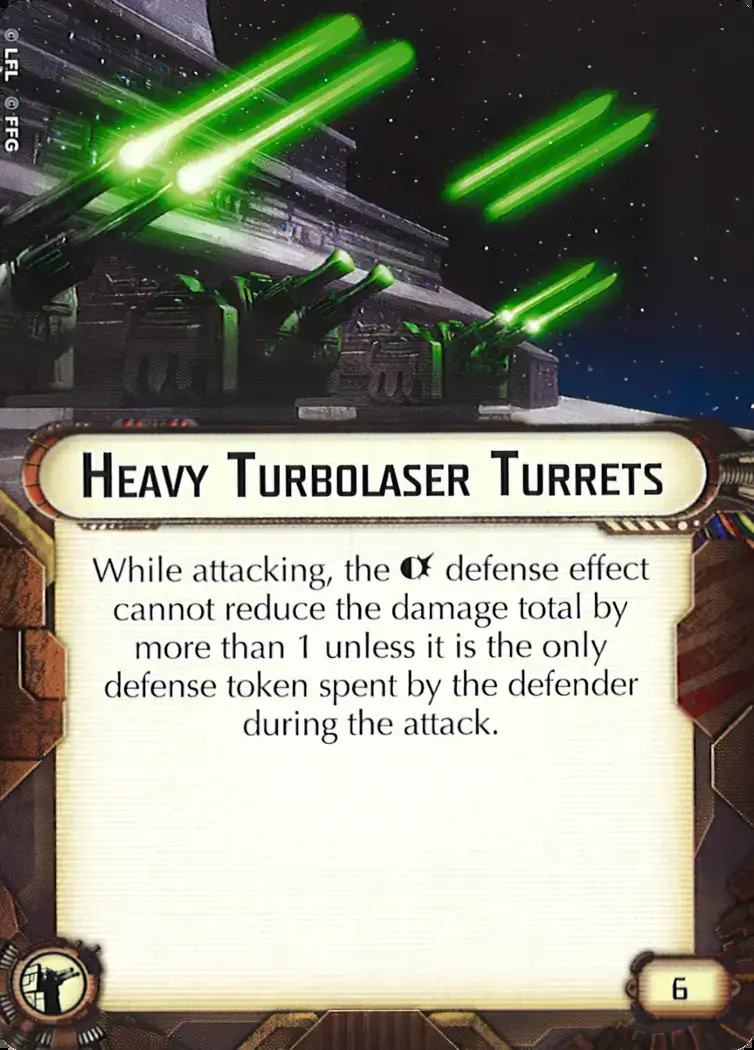 © LFL © FFG
Heavy Turbolaser Turrets
While attacking, the defense effect
cannot reduce the damage total by
more than 1 unless it is the only
defense token spent by the defender
during the attack.
6